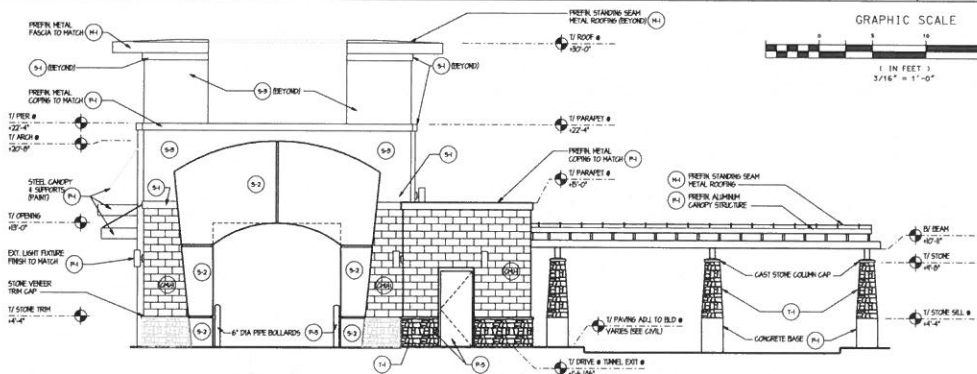 PREFIN. METAL
FASCIA TO MATCH
M-1
S-1
(BEYOND)
PREFIN. METAL
COPING TO MATCH
P-1
T/ PIER @
+22'-4"
T/ ARCH @
+20'-8"
STEEL CANOPY
& SUPPORTS
(PAINT)
P-1
S-1
T/ OPENING
+13'-0"
EXT. LIGHT FIXTURE
FINISH TO MATCH
P-1
STONE VENEER
TRIM CAP
T/ STONE TRIM
+4'-4"
PREFIN. STANDING SEAM
METAL ROOFING (BEYOND)
M-1
T/ ROOF @
+30'-0"
S-1
(BEYOND)
S-B
(BEYOND)
T/ PARAPET @
+22'-4"
S-B
S-B
S-2
S-1
PREFIN. METAL
COPING TO MATCH
P-1
T/ PARAPET @
+15'-0"
S-2
S-2
S-2
S-2
6" DIA PIPE BOLLARDS
P-5
T-1
P-5
T/ PAVING ADJ. TO BLD @
VARIES (SEE CIVIL)
T/ DRIVE @ TUNNEL EXIT @
GRAPHIC SCALE
0 5 10
( IN FEET )
3/16" = 1'-0"
M-1
PREFIN. STANDING SEAM
METAL ROOFING
P-1
PREFIN. ALUMINUM
CANOPY STRUCTURE
B/ BEAM
+10'-11"
CAST STONE COLUMN CAP
T/ STONE
+9'-8"
T-1
T/ STONE SILL @
+4'-4"
CONCRETE BASE
P-1